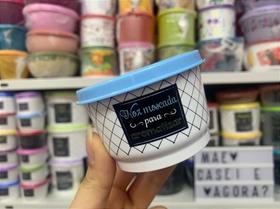 Noz moscada
para
aromatizar
MAE
CASEI E
AGORA?